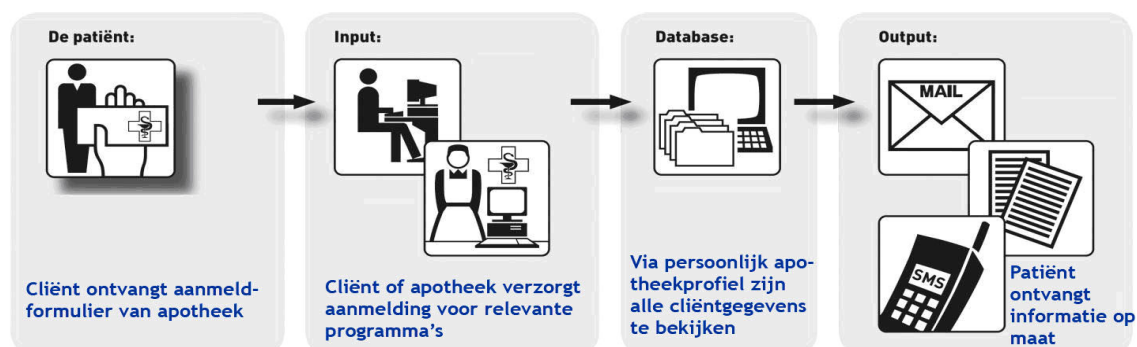 De patiënt:
Cliënt ontvangt aanmeld-
formulier van apotheek
Input:
Cliënt of apotheek verzorgt
aanmelding voor relevante
programma’s
Database:
Via persoonlijk apo-
theekprofiel zijn
alle cliëntgegevens
te bekijken
Output:
MAIL
SMS
Patiënt
ontvangt
informatie op
maat